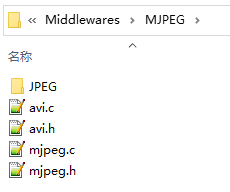 « Middlewares › MJPEG ›
名称
JPEG
avi.c
avi.h
mjpeg.c
mjpeg.h